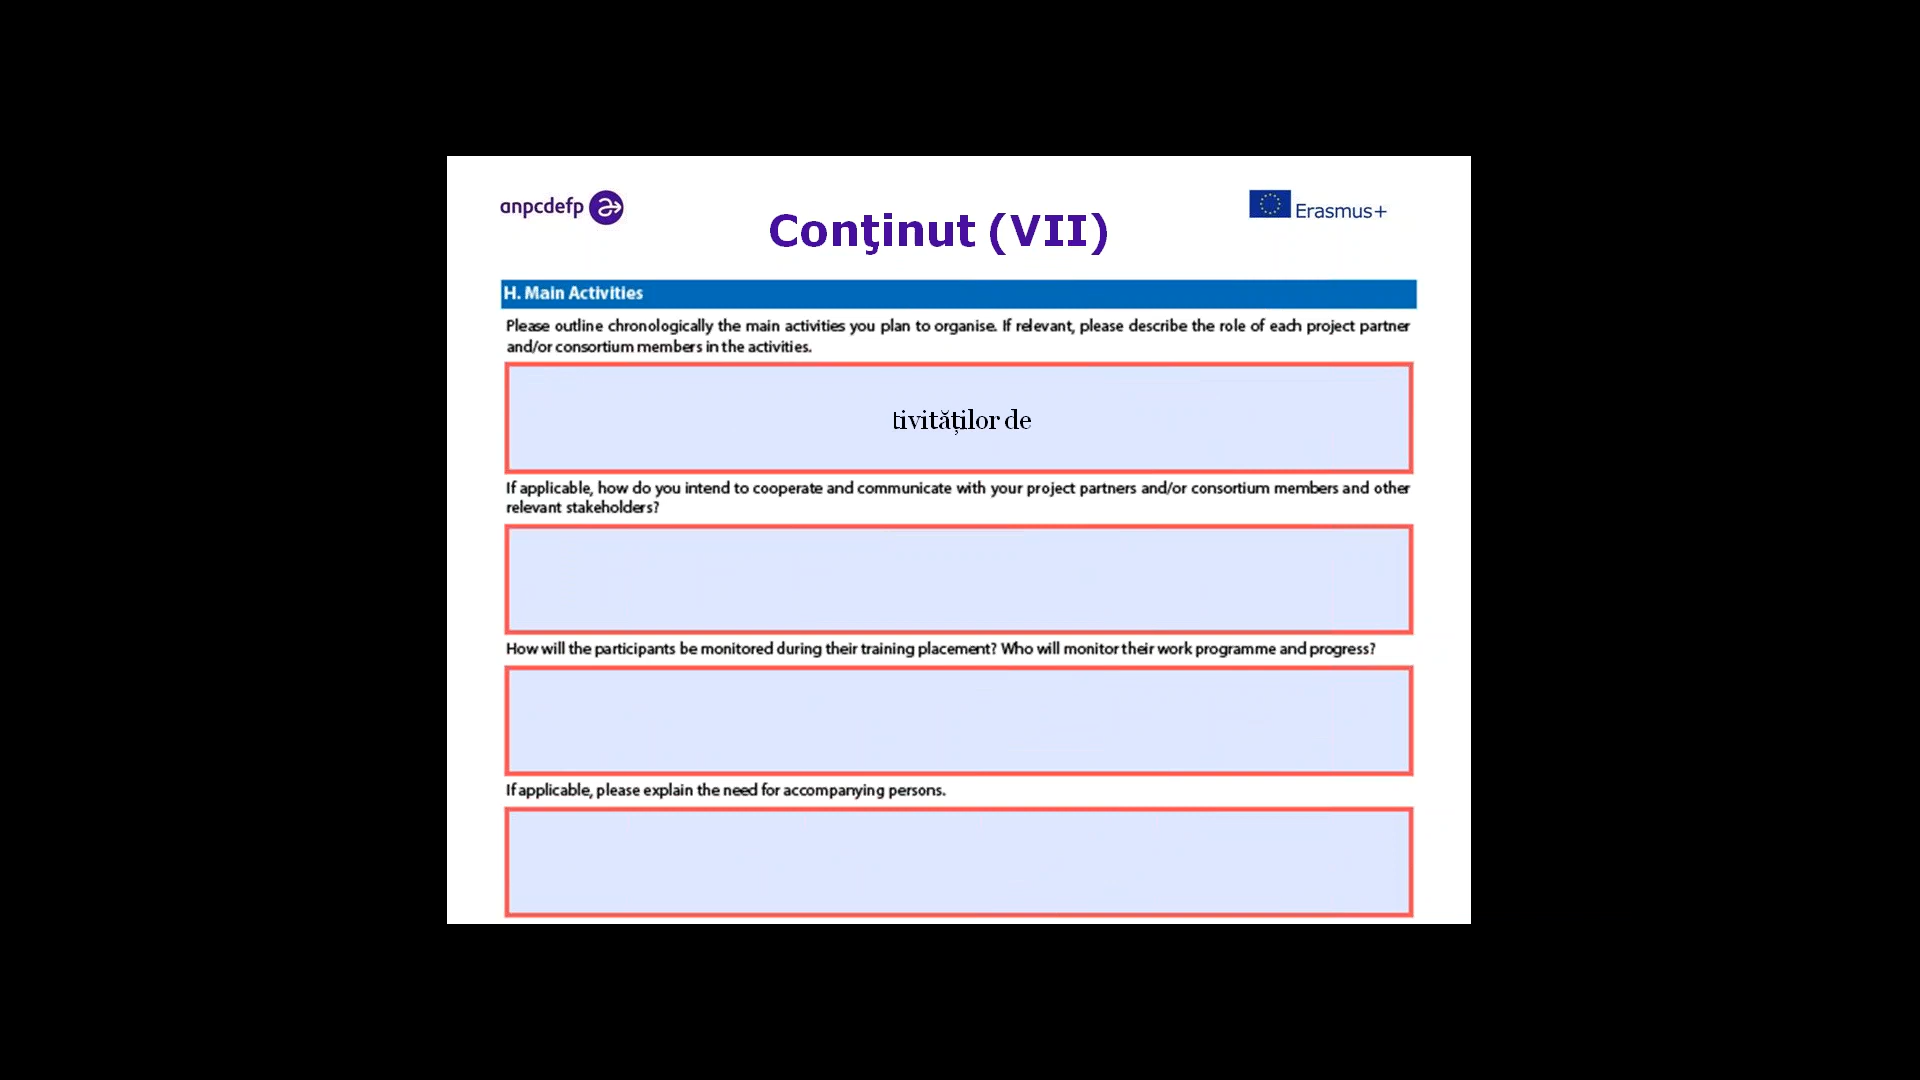 anpcdefp
Erasmus+
Conţinut (VII)
H. Main Activities
Please outline chronologically the main activities you plan to organise. If relevant, please describe the role of each project partner
and/or consortium members in the activities.
tivităților de
If applicable, how do you intend to cooperate and communicate with your project partners and/or consortium members and other
relevant stakeholders?
How will the participants be monitored during their training placement? Who will monitor their work programme and progress?
If applicable, please explain the need for accompanying persons.